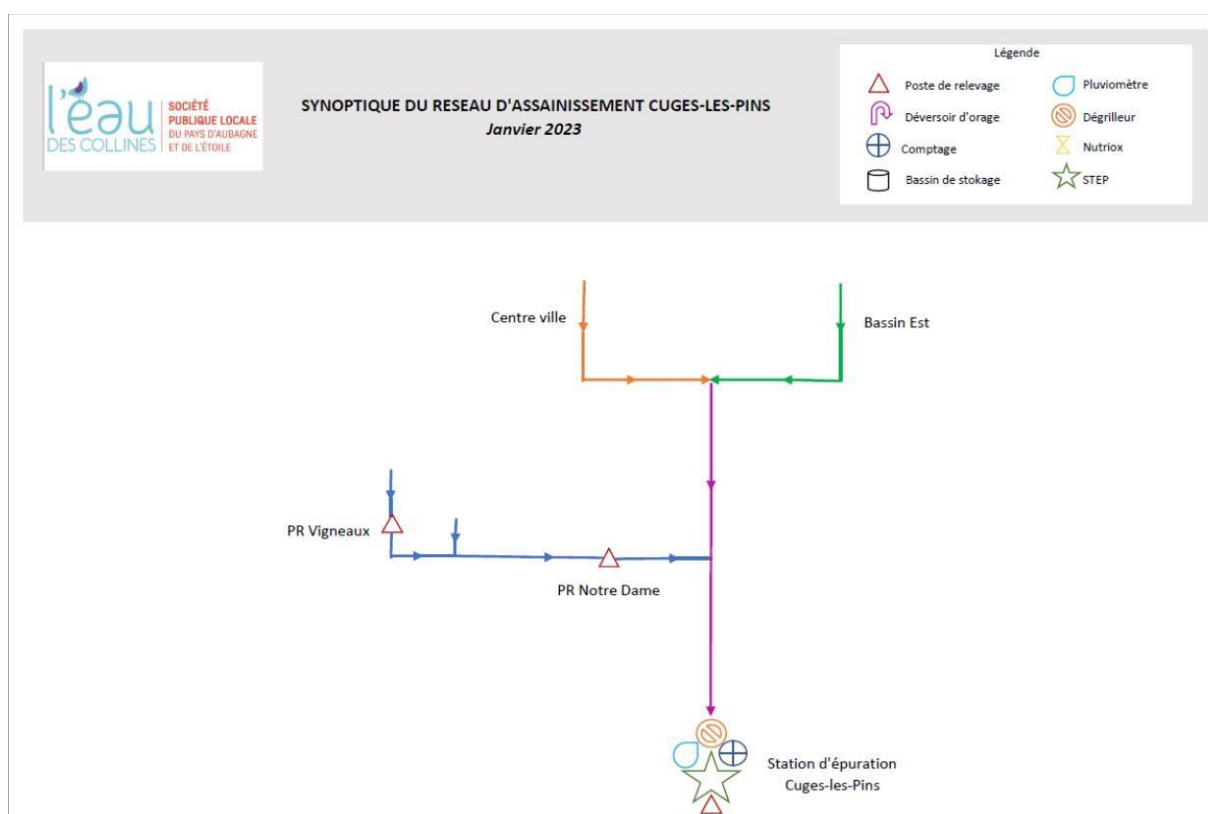 l'eau
DES COLLINES
SOCIÉTÉ
PUBLIQUE LOCALE
DU PAYS D'AUBAGNE
ET DE L'ÉTOILE
SYNOPTIQUE DU RESEAU D'ASSAINISSEMENT CUGES-LES-PINS
Janvier 2023
Légende
Poste de relevage
Pluviomètre
Déversoir d'orage
Dégrilleur
Comptage
Nutriox
Bassin de stokage
STEP
Centre ville
Bassin Est
PR Vigneaux
PR Notre Dame
Station d'épuration
Cuges-les-Pins